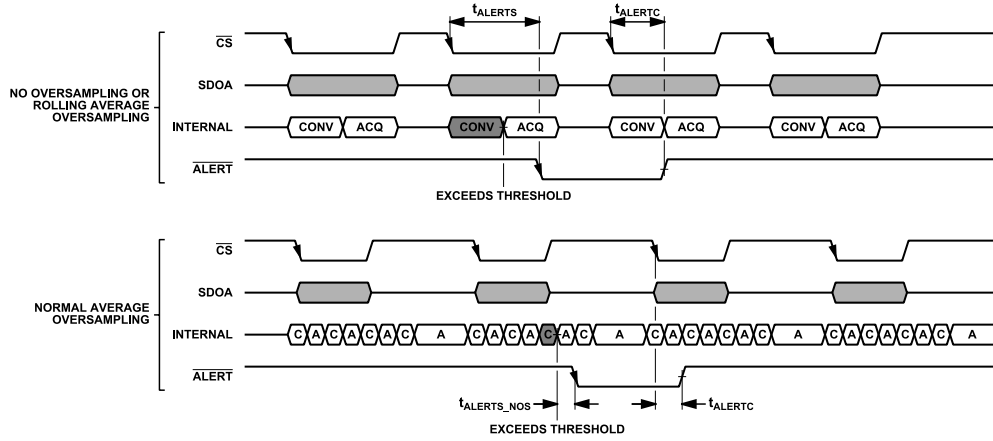 tALERTS tALERTC
CS
NO OVERSAMPLING OR
ROLLING AVERAGE
OVERSAMPLING
SDOA
INTERNAL CONV ACQ CONV ACQ CONV ACQ CONV ACQ
ALERT
EXCEEDS THRESHOLD
CS
SDOA
NORMAL AVERAGE
OVERSAMPLING
INTERNAL C A C A C A C A C A C A C A C A C A C A C A C A C A C A C A C A
ALERT
tALERTS_NOS tALERTC
EXCEEDS THRESHOLD